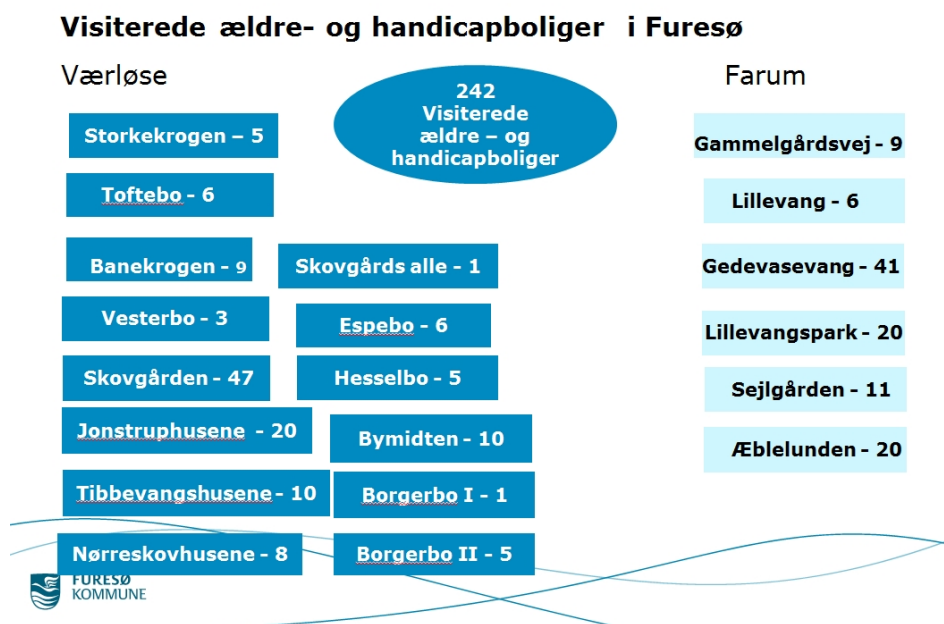 Visiterede ældre- og handicapboliger i Furesø
Værløse
242
Visiterede
ældre – og
handicapboliger
Farum
Storkekrogen – 5
Toftebo - 6
Banekrogen - 9
Vesterbo - 3
Skovgården - 47
Jonstruphusene - 20
Tibbevangshusene - 10
Nørreskovhusene - 8
Skovgårds alle - 1
Espebo - 6
Hesselbo - 5
Bymidten - 10
Borgerbo I - 1
Borgerbo II - 5
Gammelgårdsvej - 9
Lillevang - 6
Gedevasevang - 41
Lillevangspark - 20
Sejlgården - 11
Æblelunden - 20
FURESØ
KOMMUNE